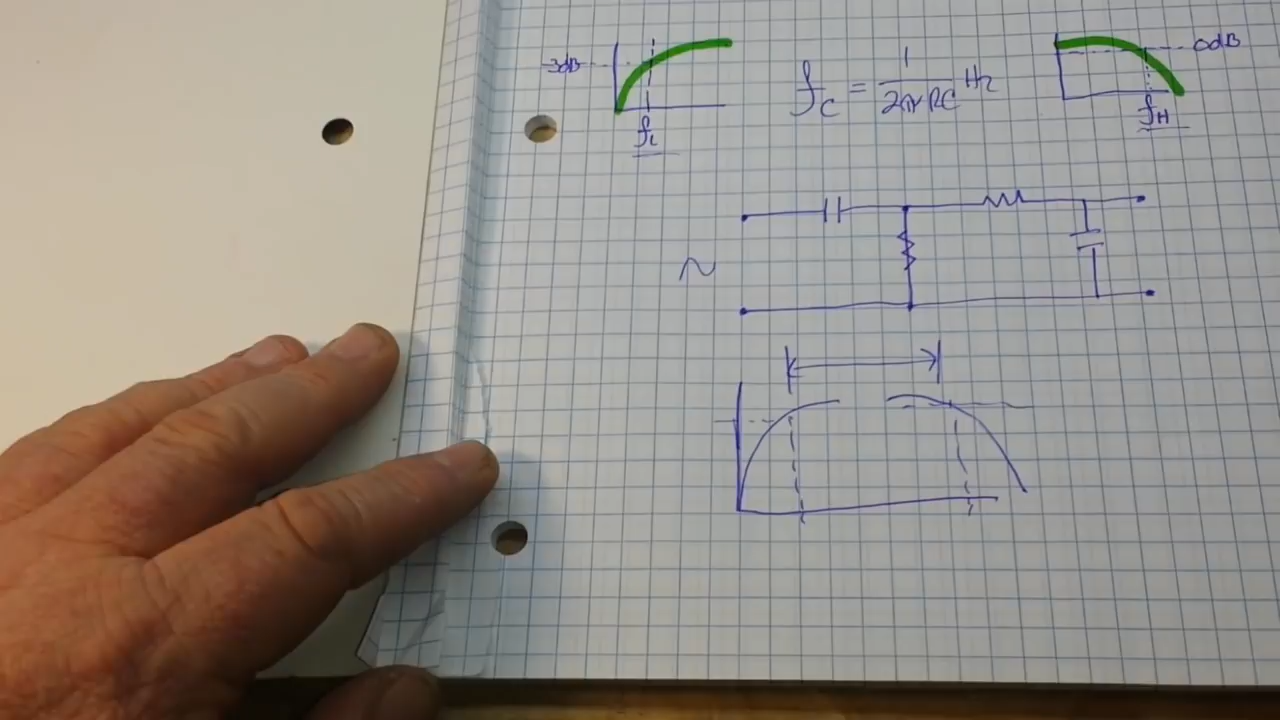 -3dB
fL
fC = 1/2πRC Hz
0dB
fH